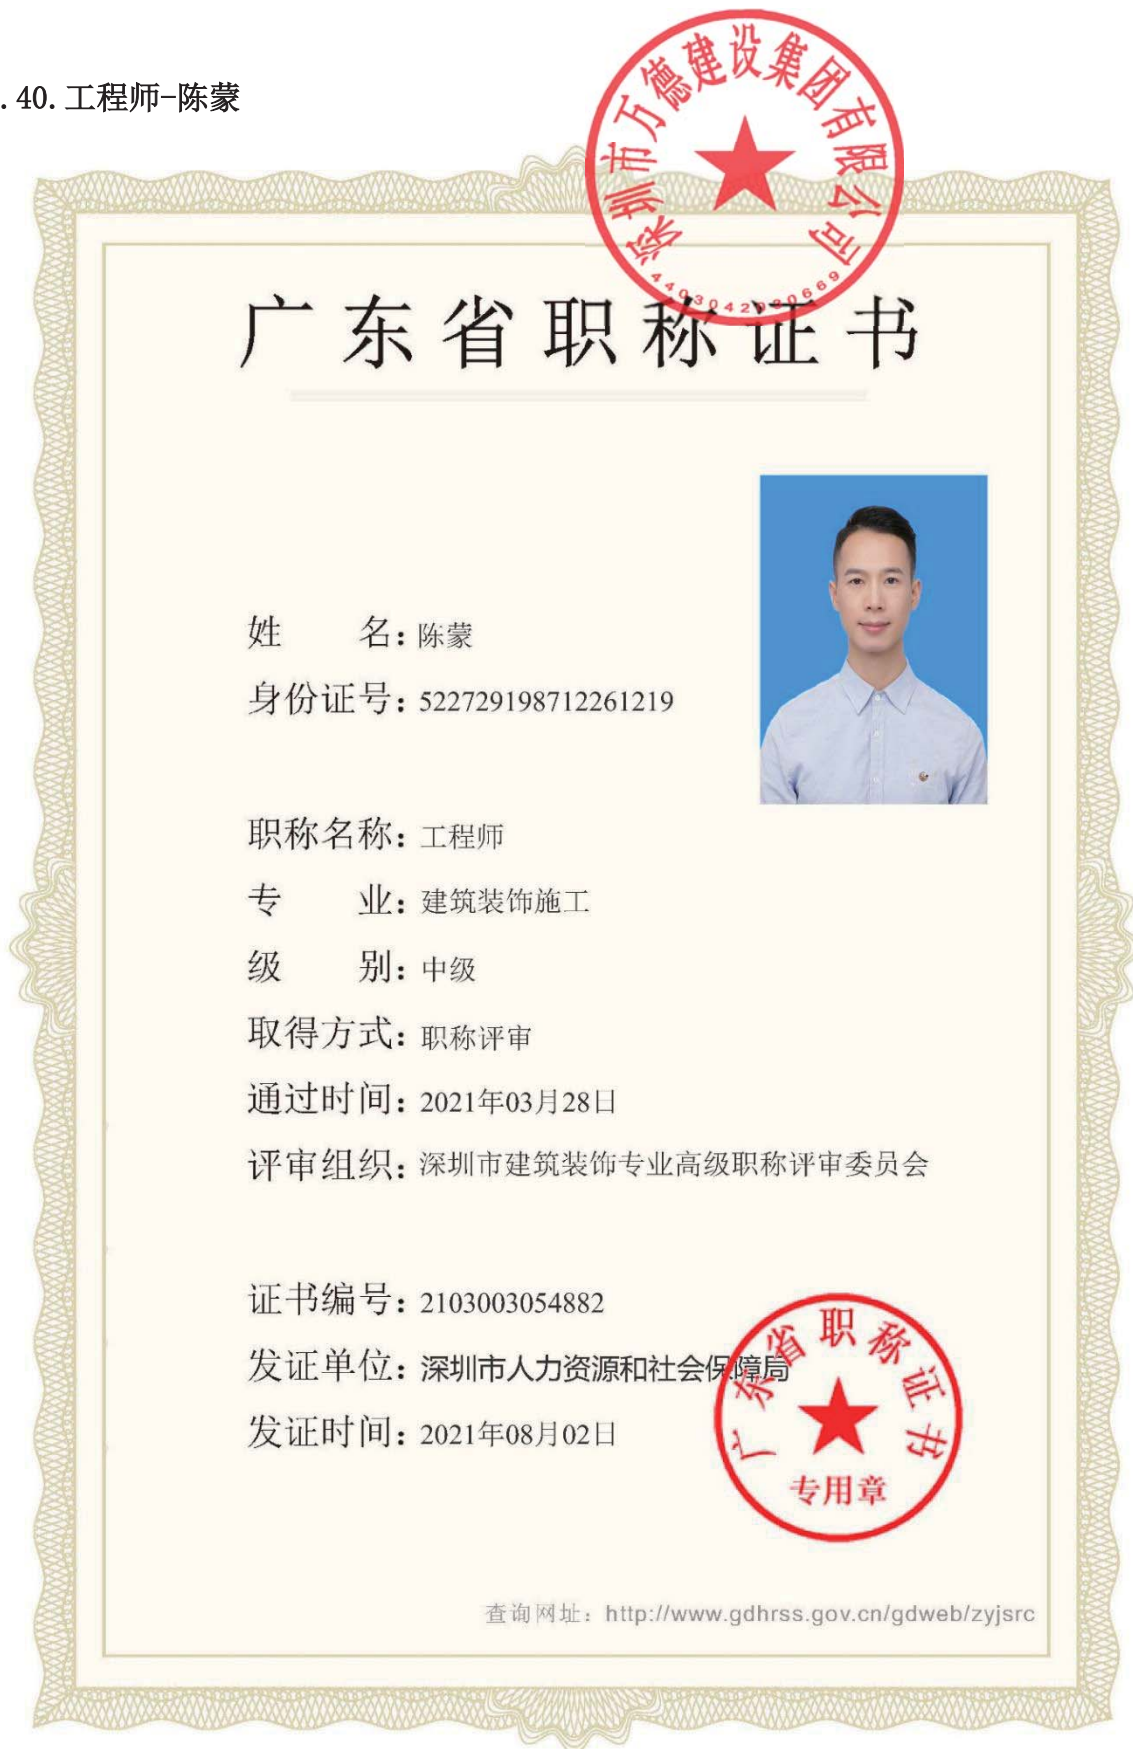 .40.工程师-陈蒙
深圳市万德建设集团有限公司
4403042980669
广东省职称证书
姓 名：陈蒙
身份证号：522729198712261219
职称名称：工程师
专 业：建筑装饰施工
级 别：中级
取得方式：职称评审
通过时间：2021年03月28日
评审组织：深圳市建筑装饰专业高级职称评审委员会
证书编号：2103003054882
发证单位：深圳市人力资源和社会保障局
发证时间：2021年08月02日
广东省职称证书
专用章
查询网址：http://www.gdhrss.gov.cn/gdweb/zyjsrc